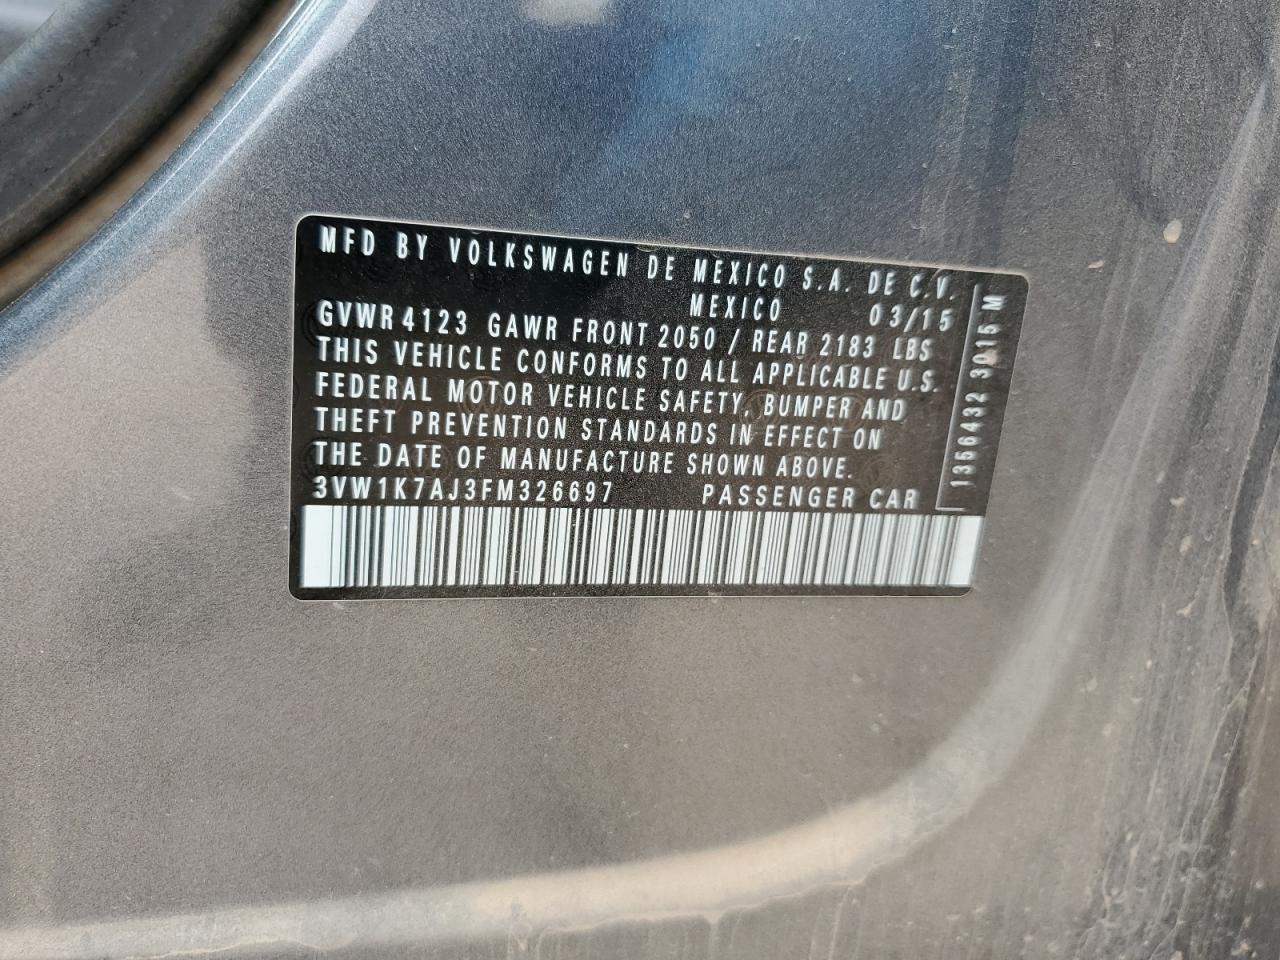 MFD BY VOLKSWAGEN DE MEXICO S.A. DE C.V.
MEXICO 03/15
GVWR 4123 GAWR FRONT 2050 / REAR 2183 LBS
THIS VEHICLE CONFORMS TO ALL APPLICABLE U.S.
FEDERAL MOTOR VEHICLE SAFETY, BUMPER AND
THEFT PREVENTION STANDARDS IN EFFECT ON
THE DATE OF MANUFACTURE SHOWN ABOVE.
3VW1K7AJ3FM326697 PASSENGER CAR
1356432 3015 M